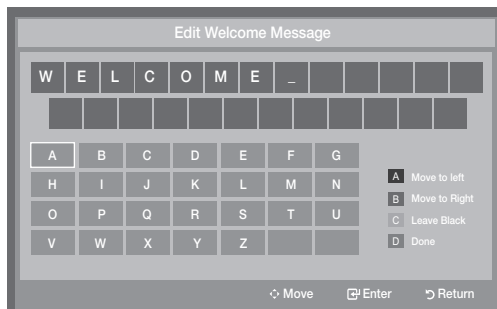 Edit Welcome Message
W E L C O M E _
A B C D E F G
H I J K L M N
O P Q R S T U
V W X Y Z
A Move to left
B Move to Right
C Leave Black
D Done
Move Enter Return